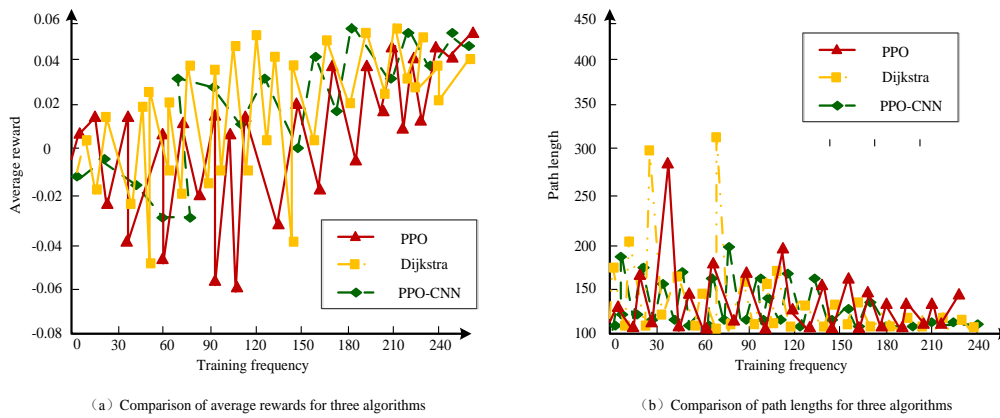 0.06
0.04
0.02
0
-0.02
-0.04
-0.06
-0.08
Average reward
0 30 60 90 120 150 180 210 240
Training frequency
PPO
Dijkstra
PPO-CNN
（a）Comparison of average rewards for three algorithms
450
400
350
300
250
200
150
100
Path length
0 30 60 90 120 150 180 210 240
Training frequency
PPO
Dijkstra
PPO-CNN
（b）Comparison of path lengths for three algorithms